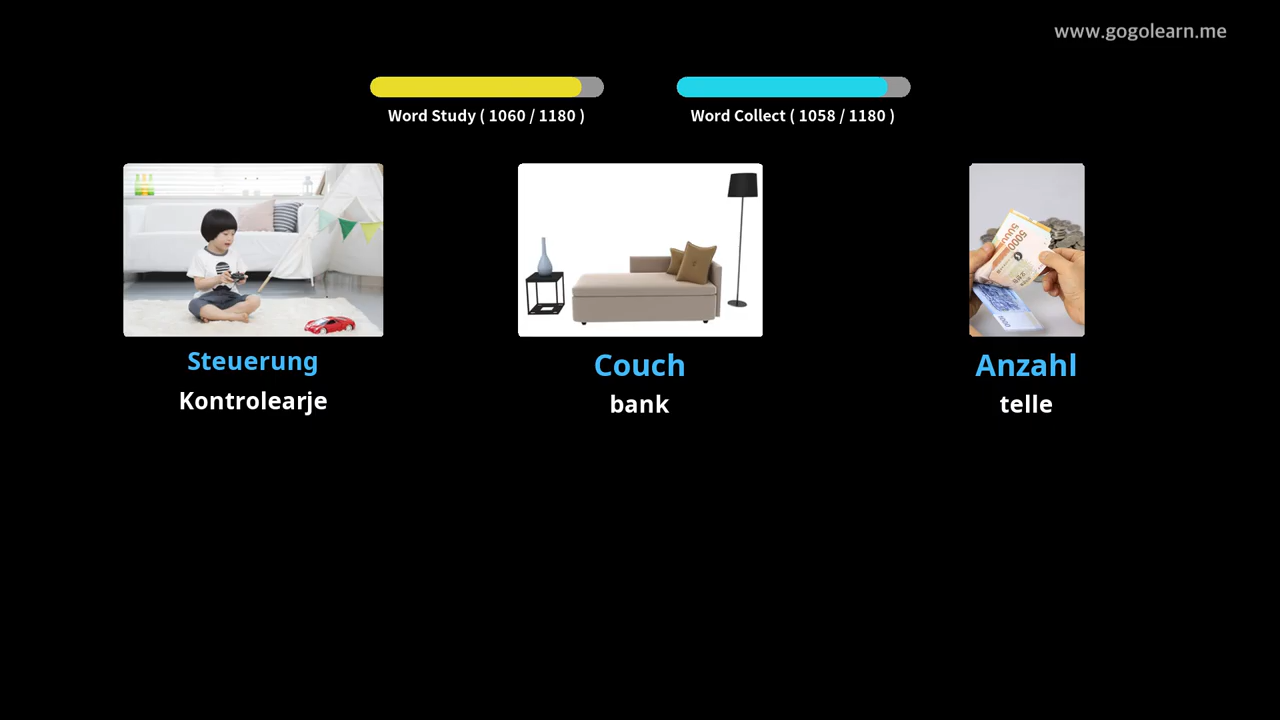 www.gogolearn.me
Word Study ( 1060 / 1180 )
Word Collect ( 1058 / 1180 )
Steuerung
Couch
Anzahl
Kontrolearje
bank
telle